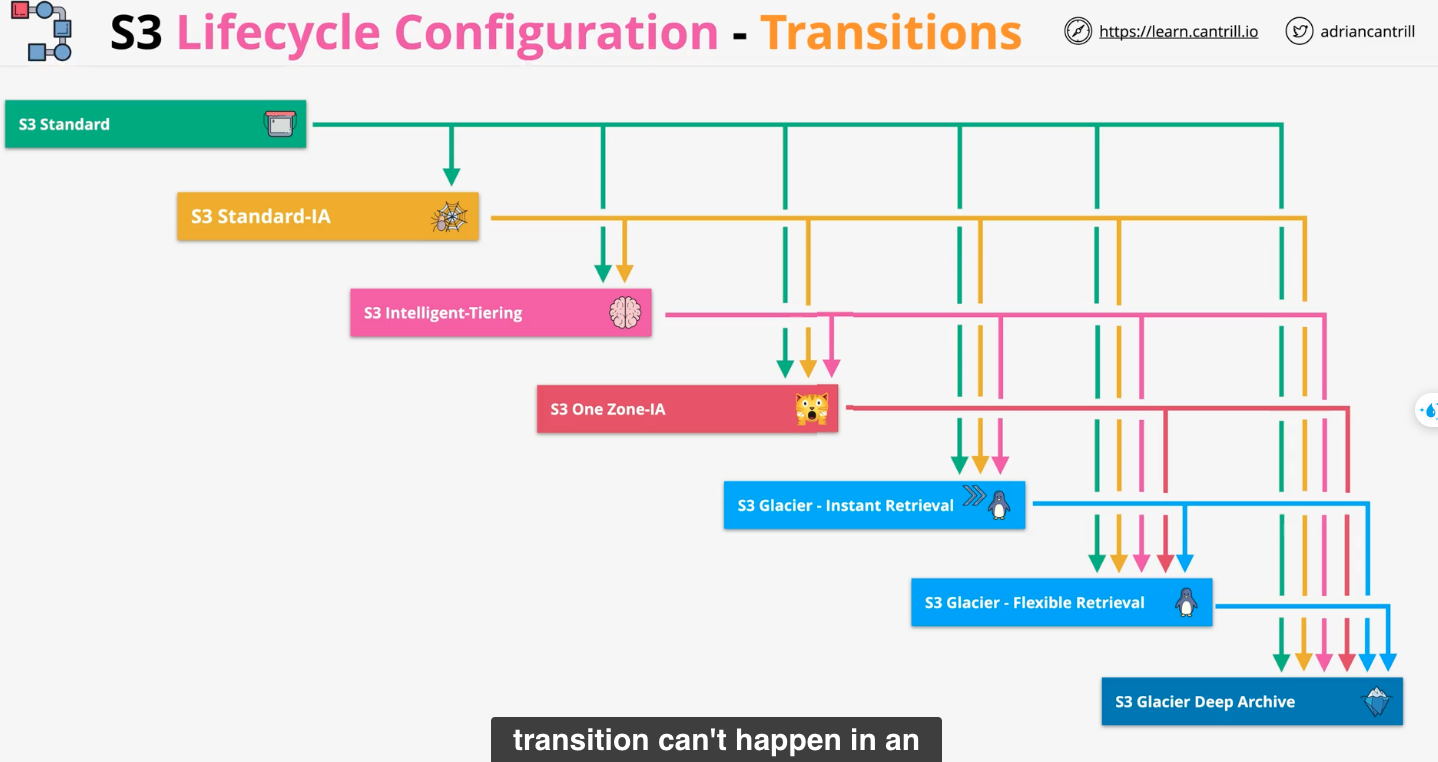 S3 Lifecycle Configuration - Transitions
https://learn.cantrill.io
adriancantrill
S3 Standard
S3 Standard-IA
S3 Intelligent-Tiering
S3 One Zone-IA
S3 Glacier - Instant Retrieval
S3 Glacier - Flexible Retrieval
S3 Glacier Deep Archive
transition can't happen in an